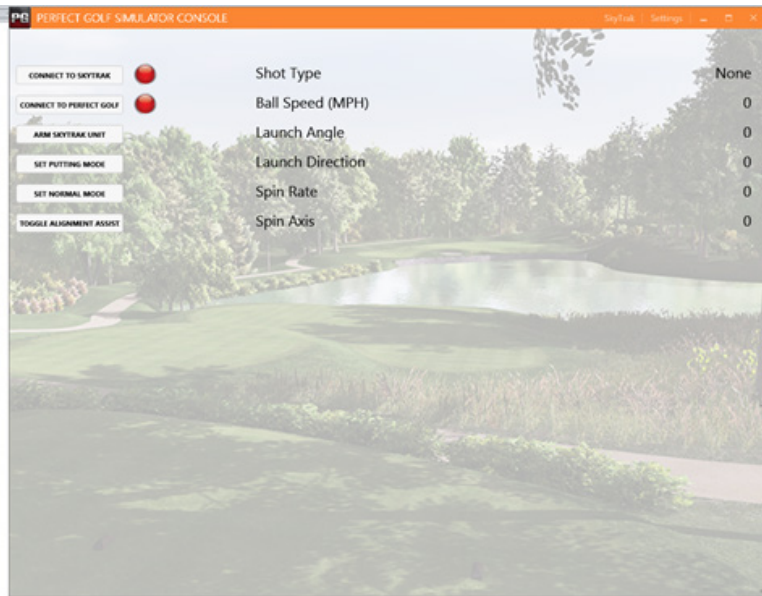 PG PERFECT GOLF SIMULATOR CONSOLE SkyTrak Settings
CONNECT TO SKYTRAK Shot Type None
CONNECT TO PERFECT GOLF Ball Speed (MPH) 0
ARM SKYTRAK UNIT Launch Angle 0
SET PUTTING MODE Launch Direction 0
SET NORMAL MODE Spin Rate 0
TOGGLE ALIGNMENT ASSIST Spin Axis 0